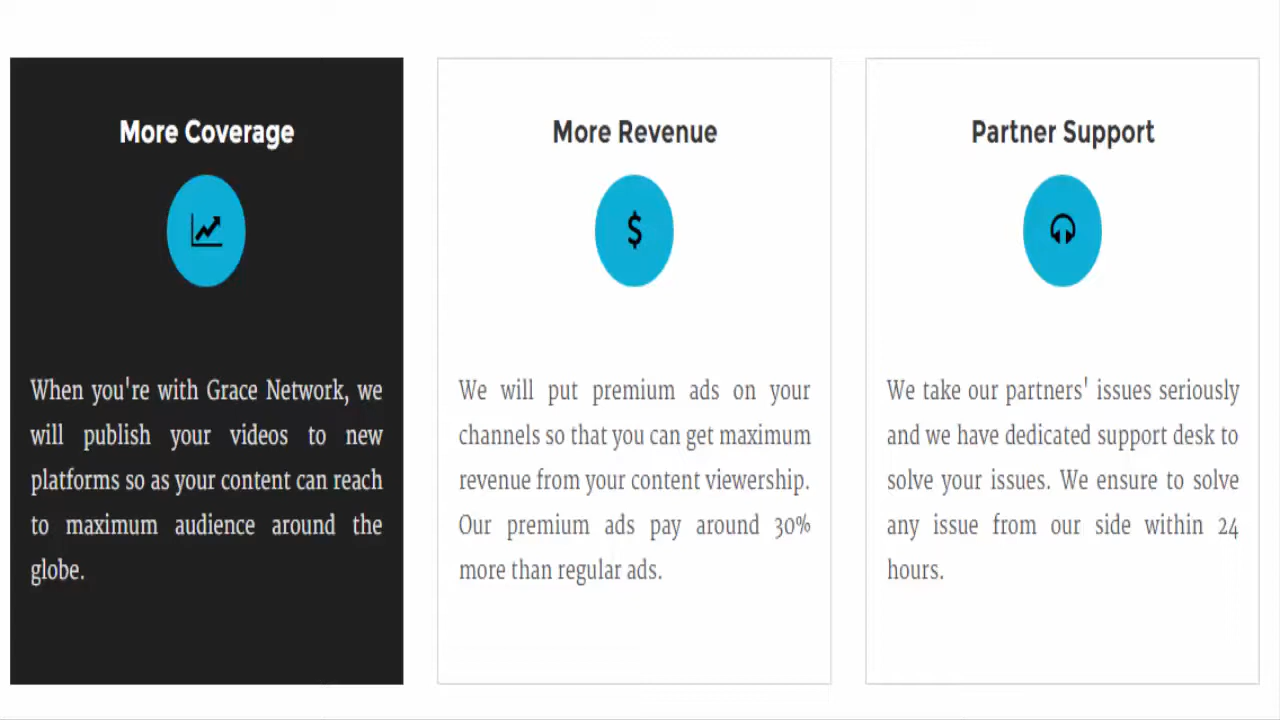 More Coverage
When you're with Grace Network, we
will publish your videos to new
platforms so as your content can reach
to maximum audience around the
globe.
More Revenue
$
We will put premium ads on your
channels so that you can get maximum
revenue from your content viewership.
Our premium ads pay around 30%
more than regular ads.
Partner Support
We take our partners' issues seriously
and we have dedicated support desk to
solve your issues. We ensure to solve
any issue from our side within 24
hours.